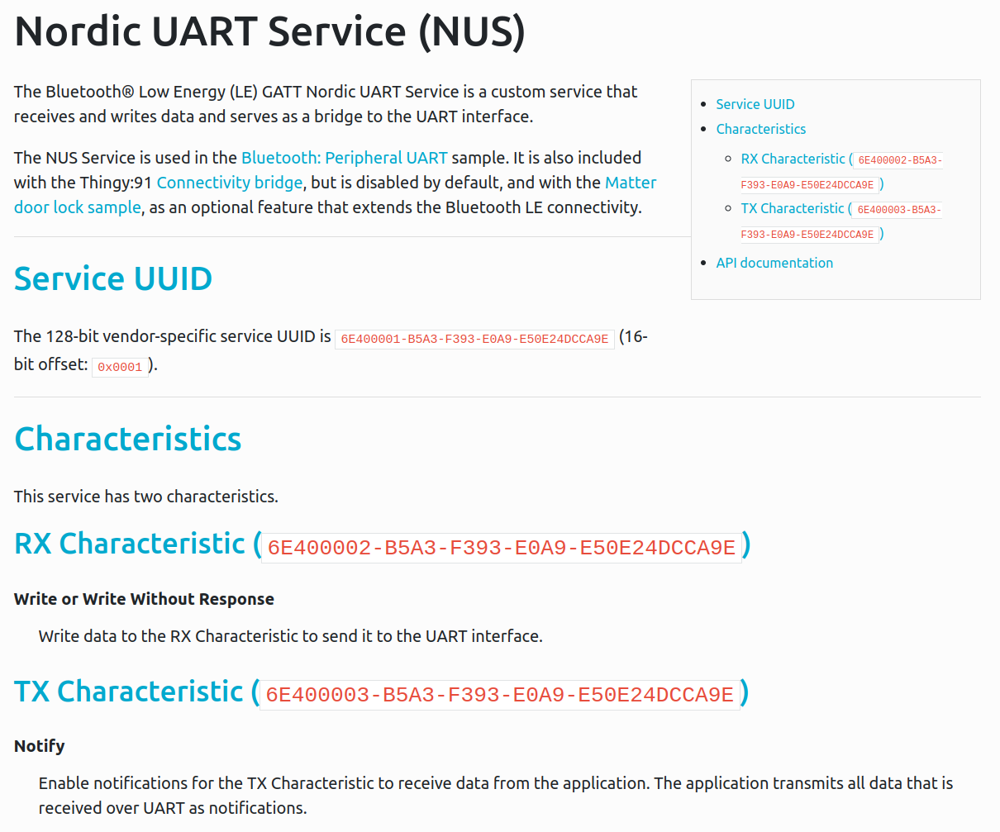 Nordic UART Service (NUS)
The Bluetooth® Low Energy (LE) GATT Nordic UART Service is a custom service that
receives and writes data and serves as a bridge to the UART interface.
The NUS Service is used in the Bluetooth: Peripheral UART sample. It is also included
with the Thingy:91 Connectivity bridge, but is disabled by default, and with the Matter
door lock sample, as an optional feature that extends the Bluetooth LE connectivity.
Service UUID
Characteristics
RX Characteristic (6E400002-B5A3-
F393-E0A9-E50E24DCCA9E)
TX Characteristic (6E400003-B5A3-
F393-E0A9-E50E24DCCA9E)
API documentation
Service UUID
The 128-bit vendor-specific service UUID is 6E400001-B5A3-F393-E0A9-E50E24DCCA9E (16-
bit offset: 0x0001).
Characteristics
This service has two characteristics.
RX Characteristic (6E400002-B5A3-F393-E0A9-E50E24DCCA9E)
Write or Write Without Response
Write data to the RX Characteristic to send it to the UART interface.
TX Characteristic (6E400003-B5A3-F393-E0A9-E50E24DCCA9E)
Notify
Enable notifications for the TX Characteristic to receive data from the application. The application transmits all data that is
received over UART as notifications.